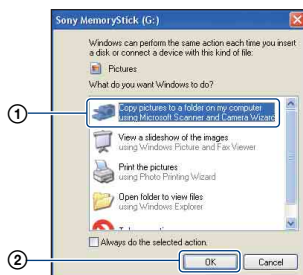 Sony MemoryStick (G:)
Windows can perform the same action each time you insert
a disk or connect a device with this kind of file:
Pictures
What do you want Windows to do?
① Copy pictures to a folder on my computer
using Microsoft Scanner and Camera Wizard
View a slideshow of the images
using Windows Picture and Fax Viewer
Print the pictures
using Photo Printing Wizard
Open folder to view files
using Windows Explorer
Always do the selected action.
② OK Cancel